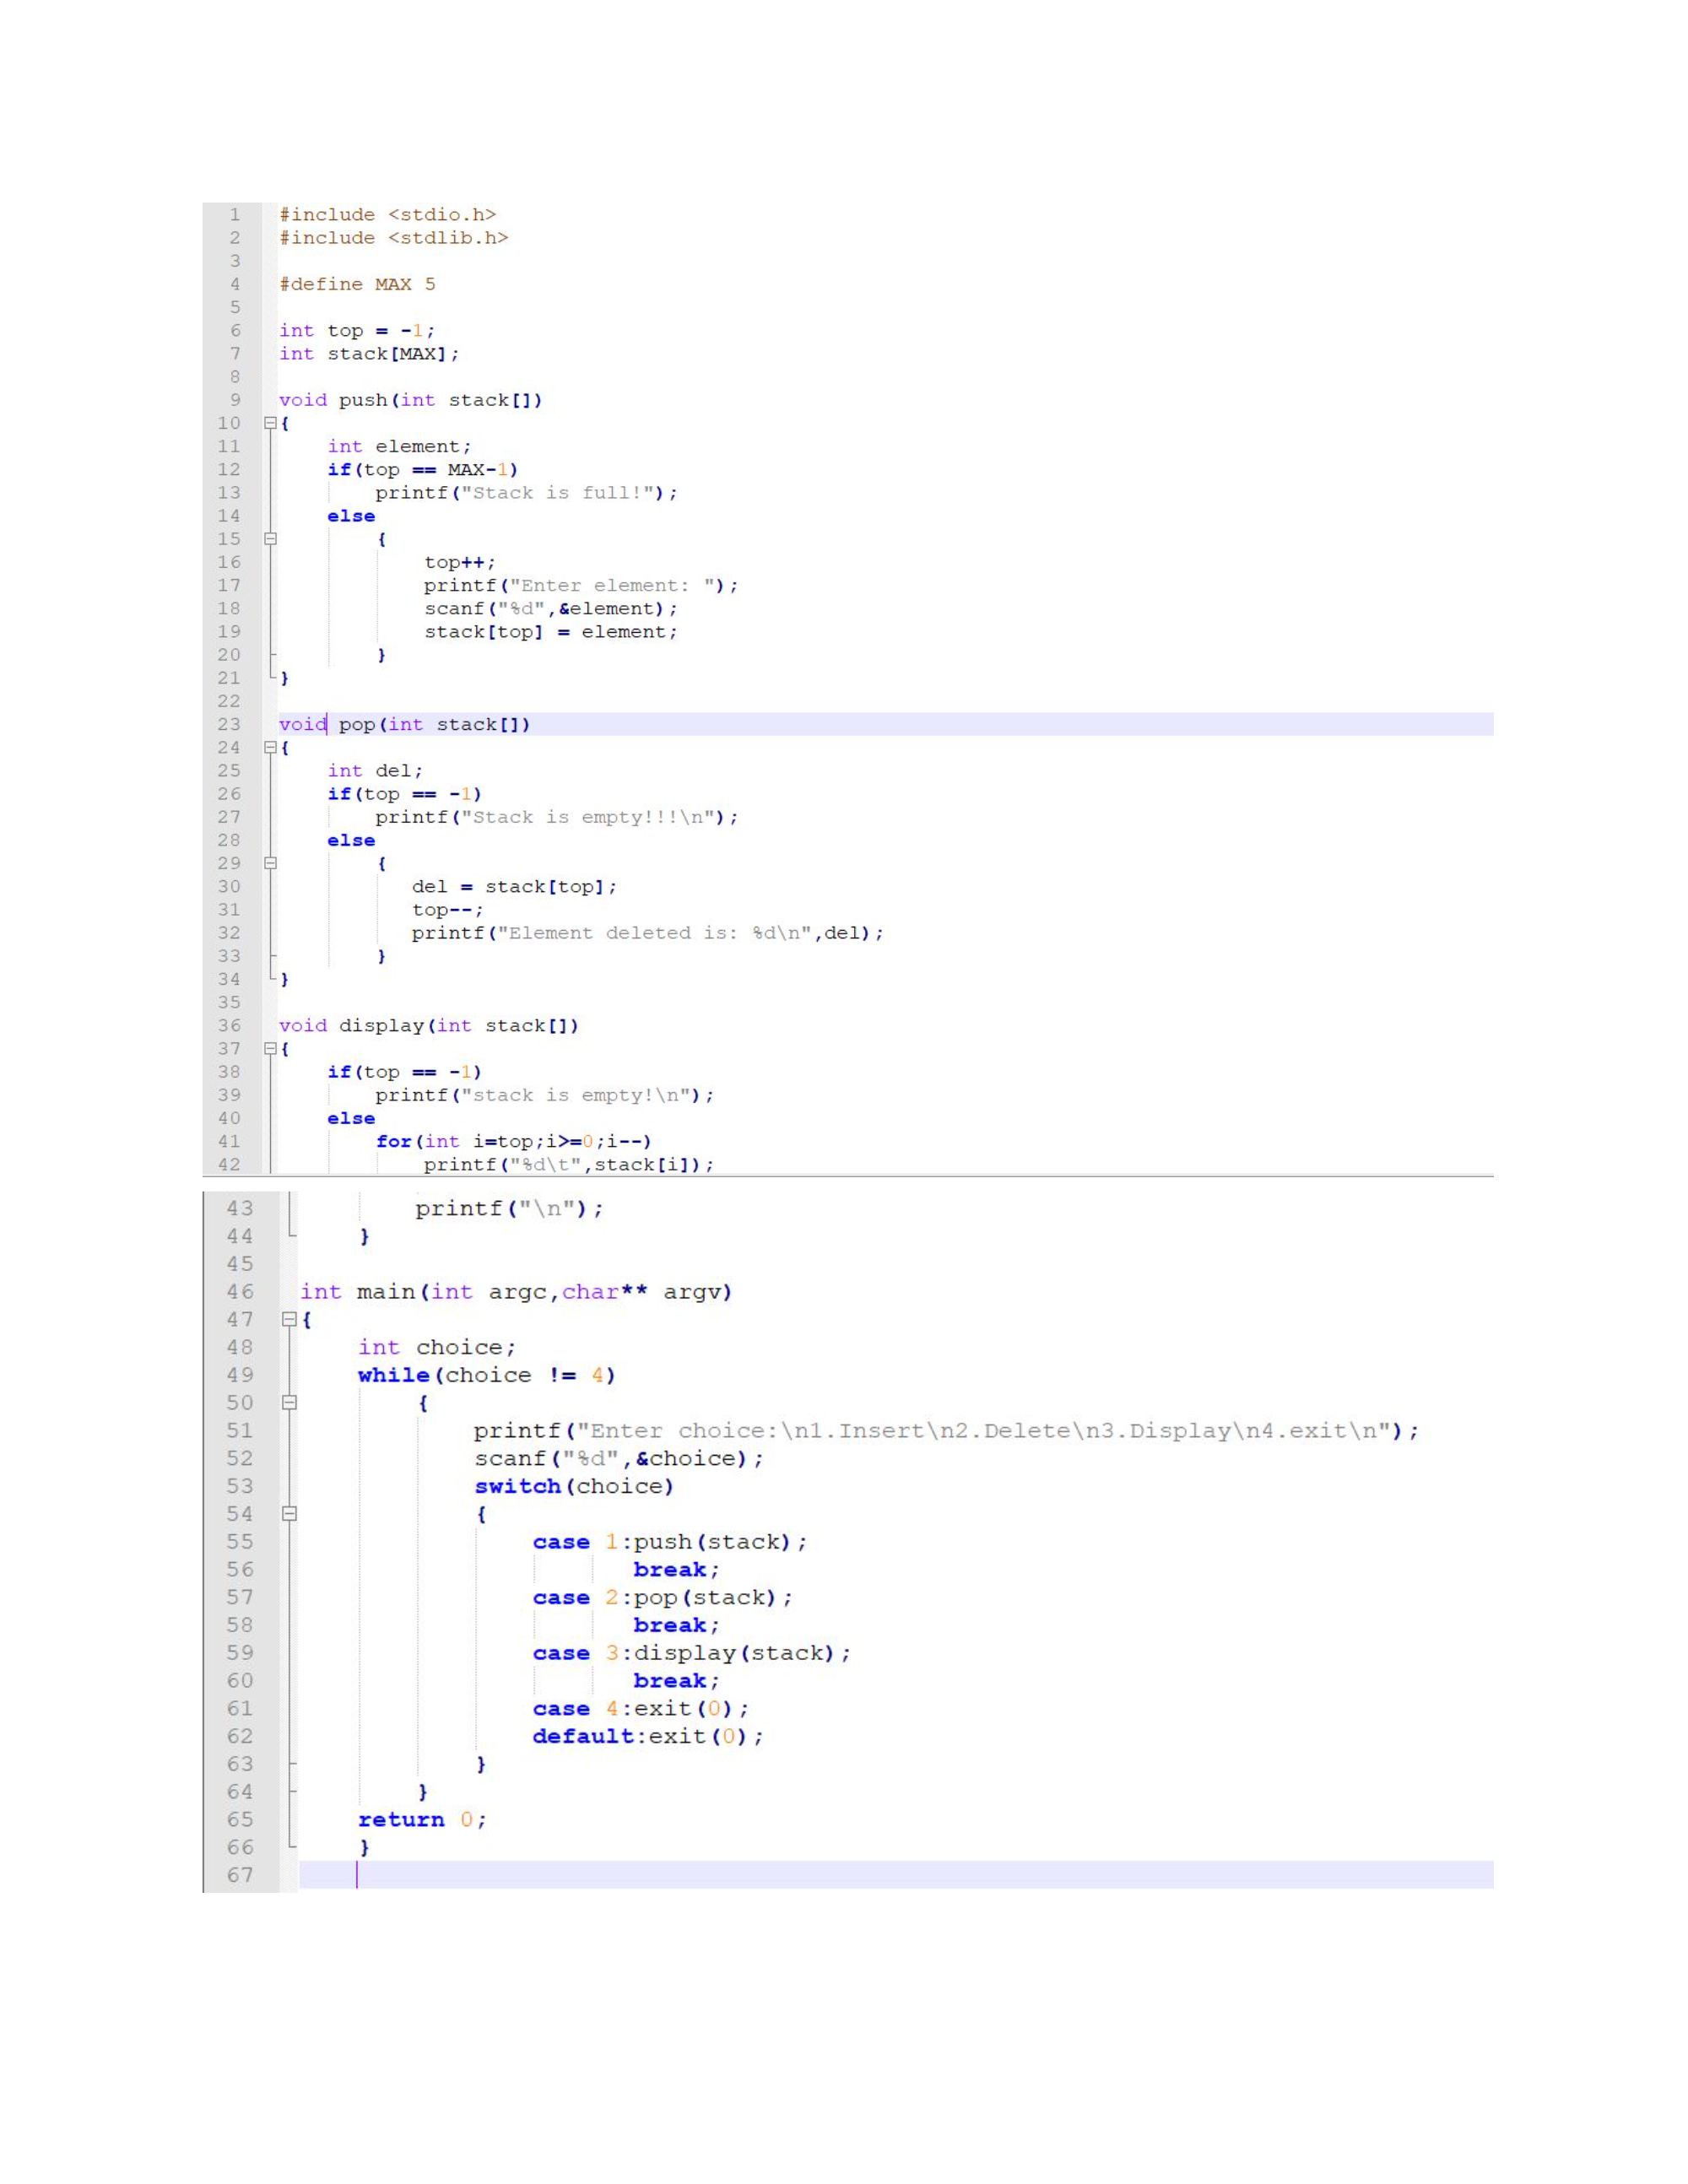 1 #include <stdio.h>
2 #include <stdlib.h>
3
4 #define MAX 5
5
6 int top = -1;
7 int stack[MAX];
8
9 void push(int stack[])
10 {
11     int element;
12     if(top == MAX-1)
13         printf("Stack is full!");
14     else
15         {
16             top++;
17             printf("Enter element: ");
18             scanf("%d",&element);
19             stack[top] = element;
20         }
21 }
22
23 void pop(int stack[])
24 {
25     int del;
26     if(top == -1)
27         printf("Stack is empty!!!\n");
28     else
29         {
30            del = stack[top];
31            top--;
32            printf("Element deleted is: %d\n",del);
33         }
34 }
35
36 void display(int stack[])
37 {
38     if(top == -1)
39         printf("stack is empty!\n");
40     else
41         for(int i=top;i>=0;i--)
42             printf("%d\t",stack[i]);
43         printf("\n");
44     }
45
46 int main(int argc,char** argv)
47 {
48     int choice;
49     while(choice != 4)
50         {
51             printf("Enter choice:\n1.Insert\n2.Delete\n3.Display\n4.exit\n");
52             scanf("%d",&choice);
53             switch(choice)
54             {
55                 case 1:push(stack);
56                        break;
57                 case 2:pop(stack);
58                        break;
59                 case 3:display(stack);
60                        break;
61                 case 4:exit(0);
62                 default:exit(0);
63             }
64         }
65     return 0;
66     }
67